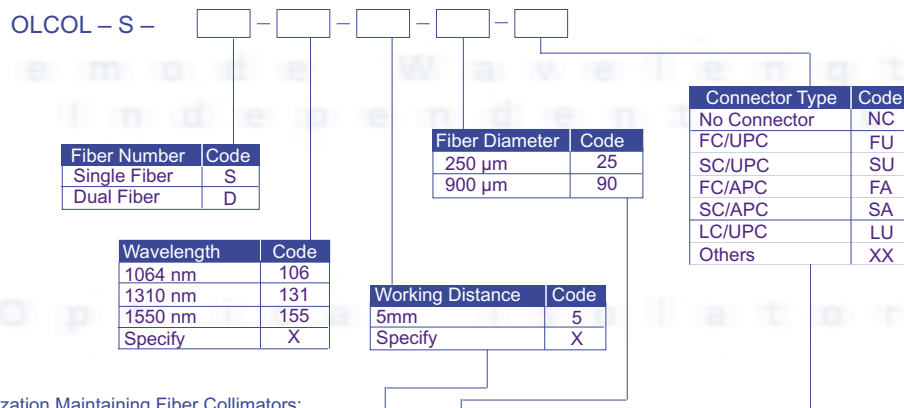 OLCOL – S –  –  –  –  –
Connector Type Code
No Connector NC
FC/UPC FU
SC/UPC SU
FC/APC FA
SC/APC SA
LC/UPC LU
Others XX
Fiber Diameter Code
250 µm 25
900 µm 90
Fiber Number Code
Single Fiber S
Dual Fiber D
Wavelength Code
1064 nm 106
1310 nm 131
1550 nm 155
Specify X
Working Distance Code
5mm 5
Specify X
Maintaining Fiber Collimators: